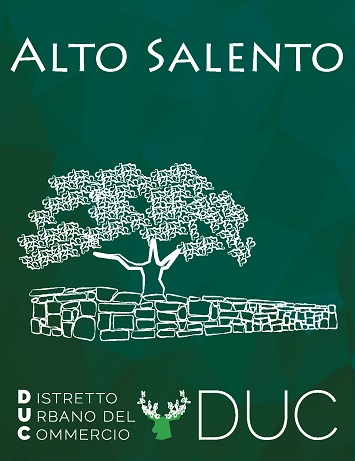 ALTO SALENTO
DISTRETTO
URBANO DEL
COMMERCIO
DUC